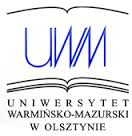 UWM
UNIWERSYTET
WARMIŃSKO-MAZURSKI
W OLSZTYNIE